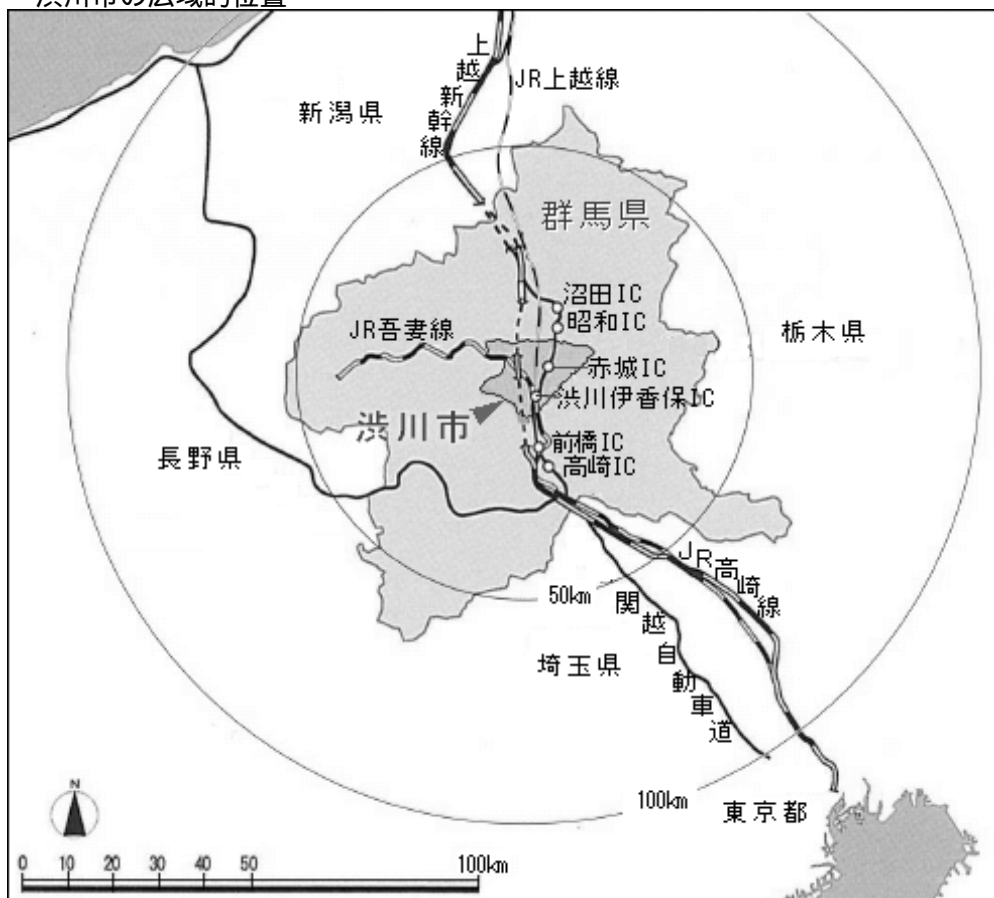 渋川市の広域的位置
上越新幹線
JR上越線
新潟県
群馬県
沼田IC
昭和IC
JR吾妻線
栃木県
赤城IC
渋川伊香保IC
渋川市
前橋IC
長野県
高崎IC
JR高崎線
50km
関越自動車道
埼玉県
100km
東京都
N
0 10 20 30 40 50 100km